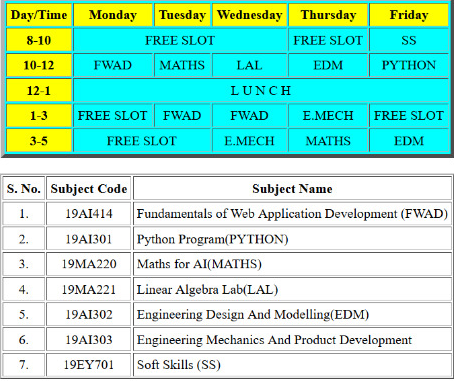 Day/Time Monday Tuesday Wednesday Thursday Friday
8-10 FREE SLOT FREE SLOT SS
10-12 FWAD MATHS LAL EDM PYTHON
12-1 L U N C H
1-3 FREE SLOT FWAD FWAD E.MECH FREE SLOT
3-5 FREE SLOT E.MECH MATHS EDM
S. No. Subject Code Subject Name
1. 19AI414 Fundamentals of Web Application Development (FWAD)
2. 19AI301 Python Program(PYTHON)
3. 19MA220 Maths for AI(MATHS)
4. 19MA221 Linear Algebra Lab(LAL)
5. 19AI302 Engineering Design And Modelling(EDM)
6. 19AI303 Engineering Mechanics And Product Development
7. 19EY701 Soft Skills (SS)